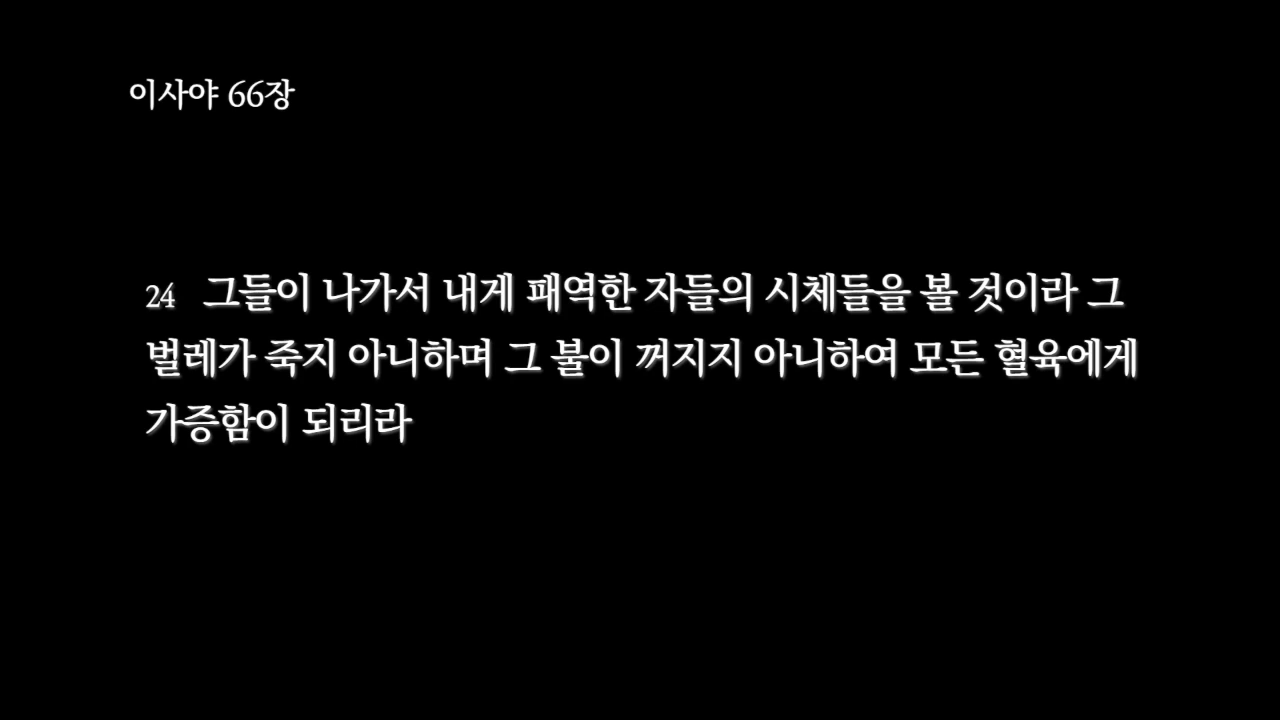 이사야 66장
24 그들이 나가서 내게 패역한 자들의 시체들을 볼 것이라 그
벌레가 죽지 아니하며 그 불이 꺼지지 아니하여 모든 혈육에게
가증함이 되리라